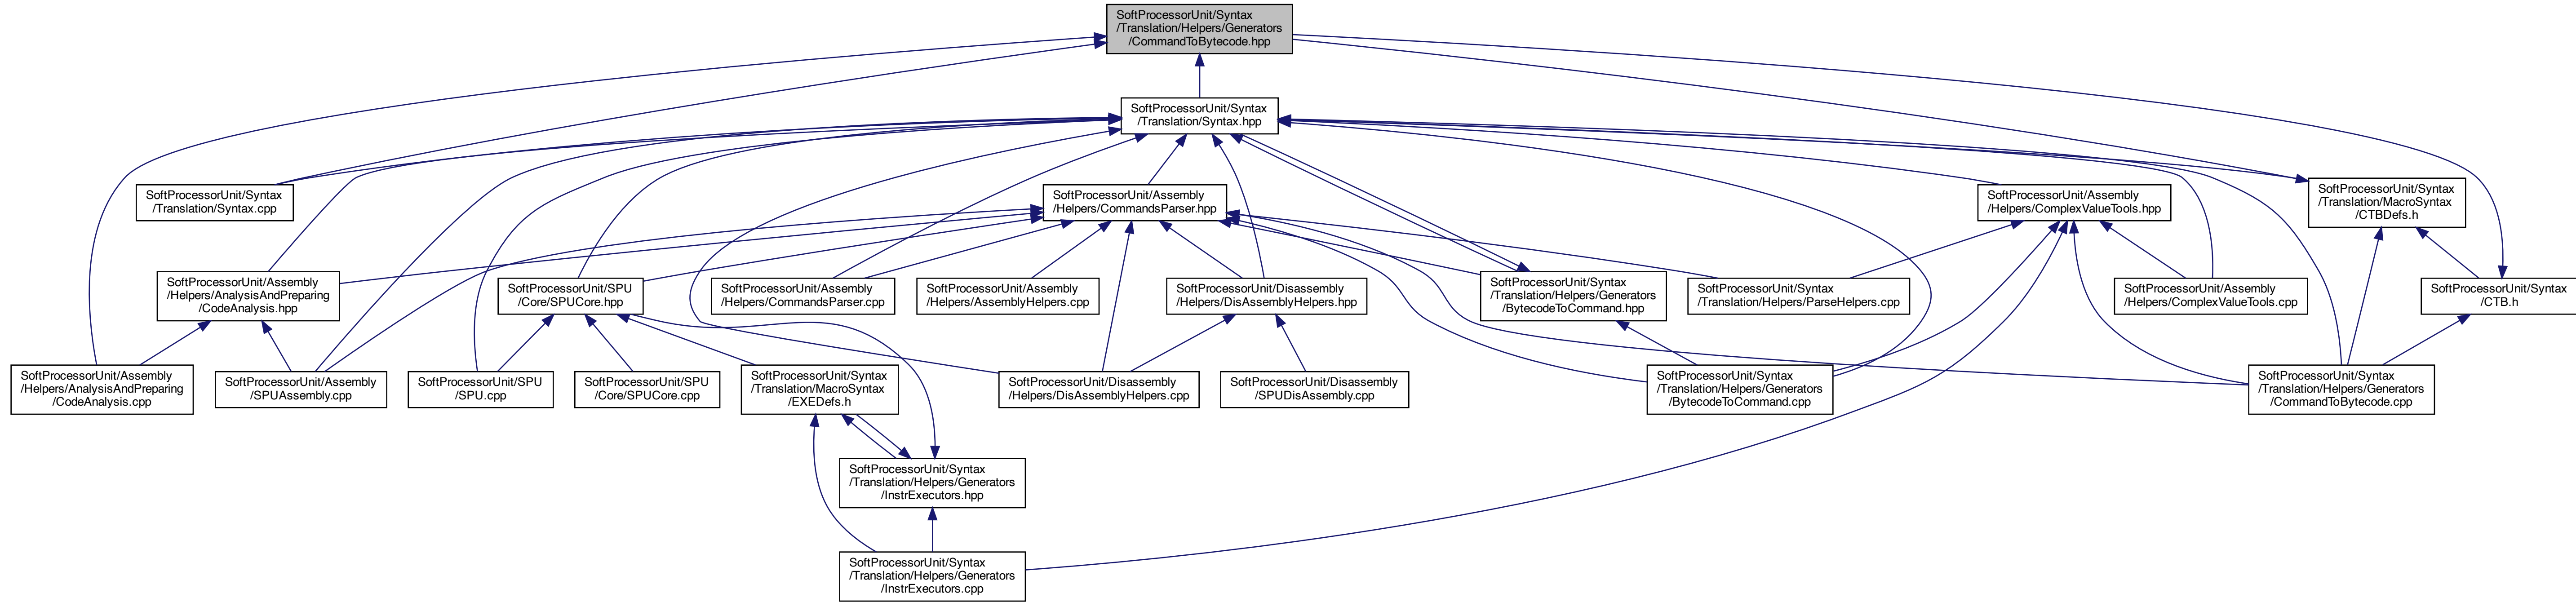 SoftProcessorUnit/Syntax
/Translation/Helpers/Generators
/CommandToBytecode.hpp
SoftProcessorUnit/Syntax
/Translation/Syntax.hpp
SoftProcessorUnit/Syntax
/Translation/Syntax.cpp
SoftProcessorUnit/Assembly
/Helpers/CommandsParser.hpp
SoftProcessorUnit/Assembly
/Helpers/ComplexValueTools.hpp
SoftProcessorUnit/Syntax
/Translation/MacroSyntax
/CTBDefs.h
SoftProcessorUnit/Assembly
/Helpers/AnalysisAndPreparing
/CodeAnalysis.hpp
SoftProcessorUnit/SPU
/Core/SPUCore.hpp
SoftProcessorUnit/Assembly
/Helpers/CommandsParser.cpp
SoftProcessorUnit/Assembly
/Helpers/AssemblyHelpers.cpp
SoftProcessorUnit/Disassembly
/Helpers/DisAssemblyHelpers.hpp
SoftProcessorUnit/Syntax
/Translation/Helpers/Generators
/BytecodeToCommand.hpp
SoftProcessorUnit/Syntax
/Translation/Helpers/ParseHelpers.cpp
SoftProcessorUnit/Assembly
/Helpers/ComplexValueTools.cpp
SoftProcessorUnit/Syntax
/CTB.h
SoftProcessorUnit/Assembly
/Helpers/AnalysisAndPreparing
/CodeAnalysis.cpp
SoftProcessorUnit/Assembly
/SPUAssembly.cpp
SoftProcessorUnit/SPU
/SPU.cpp
SoftProcessorUnit/SPU
/Core/SPUCore.cpp
SoftProcessorUnit/Syntax
/Translation/MacroSyntax
/EXEDefs.h
SoftProcessorUnit/Disassembly
/Helpers/DisAssemblyHelpers.cpp
SoftProcessorUnit/Disassembly
/SPUDisAssembly.cpp
SoftProcessorUnit/Syntax
/Translation/Helpers/Generators
/BytecodeToCommand.cpp
SoftProcessorUnit/Syntax
/Translation/Helpers/Generators
/CommandToBytecode.cpp
SoftProcessorUnit/Syntax
/Translation/Helpers/Generators
/InstrExecutors.hpp
SoftProcessorUnit/Syntax
/Translation/Helpers/Generators
/InstrExecutors.cpp